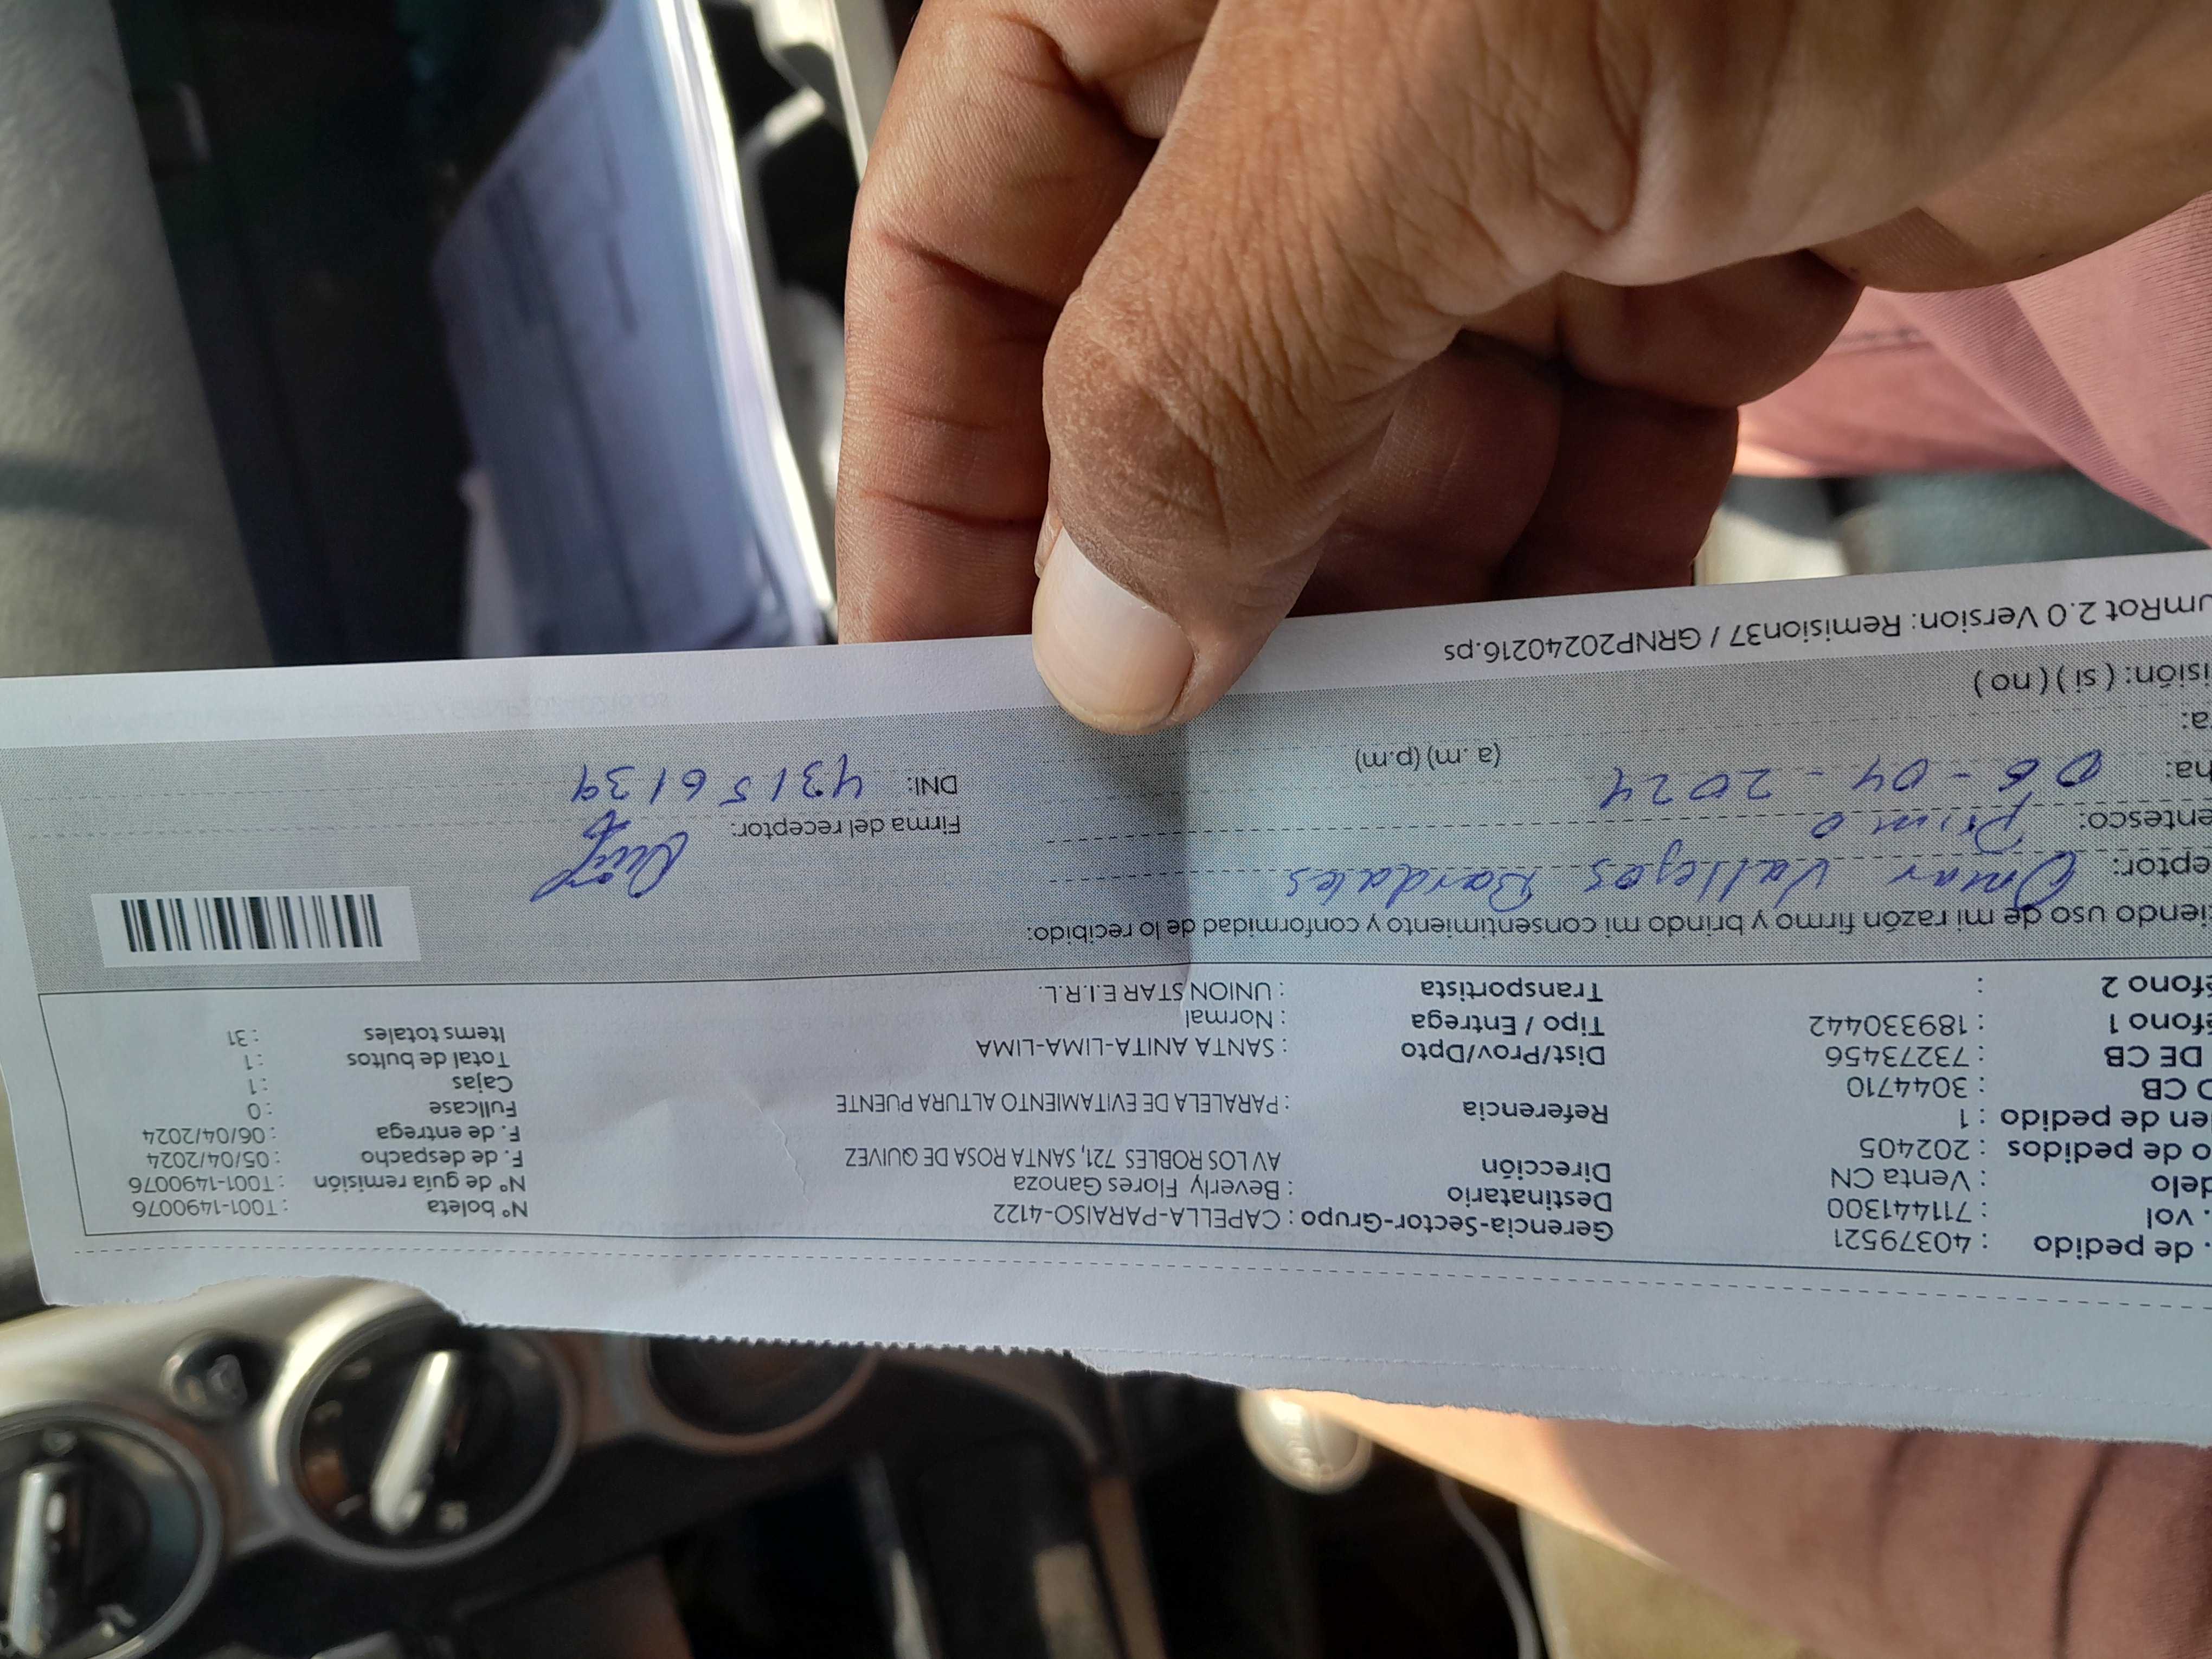 . de pedido : 40379521
. vol : 711441300
delo : Venta CN
o de pedidos : 202405
en de pedido : 1
O CB : 3044710
DE CB : 73273456
éfono 1 : 189330442
éfono 2 :
Gerencia-Sector-Grupo : CAPELLA-PARAISO-4122
Destinatario : Beverly Flores Ganoza
Dirección AV LOS ROBLES 721, SANTA ROSA DE QUIVEZ
Referencia : PARALELA DE EVITAMIENTO ALTURA PUENTE
Dist/Prov/Dpto : SANTA ANITA-LIMA-LIMA
Tipo / Entrega : Normal
Transportista : UNION STAR E.I.R.L.
Nº boleta : T001-1490076
Nº de guía remisión : T001-1490076
F. de despacho : 05/04/2024
F. de entrega : 06/04/2024
Fullcase : 0
Cajas : 1
Total de bultos : 1
Items totales : 31
iendo uso de mi razón firmo y brindo mi consentimiento y conformidad de lo recibido:
eptor: Omar Vallejos Bardales
entesco: Primo
ha: 06-04-2024
a: (a.m) (p.m)
isión: ( si ) ( no )
Firma del receptor:
DNI: 43156139
umRot 2.0 Version: Remision37 / GRNP20240216.ps